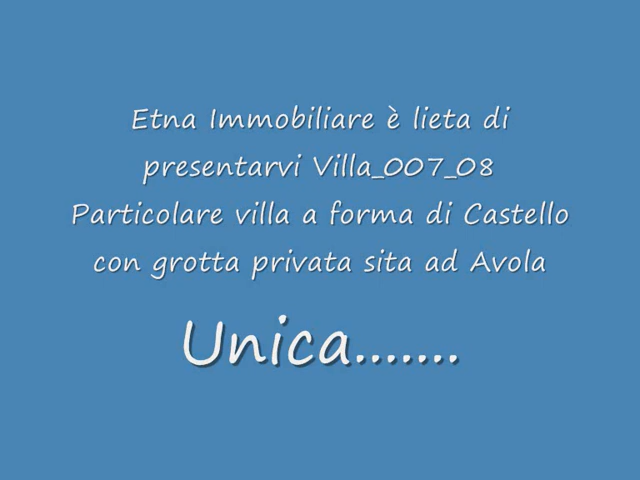 Etna Immobiliare è lieta di
presentarvi Villa_007_08
Particolare villa a forma di Castello
con grotta privata sita ad Avola
Unica.......